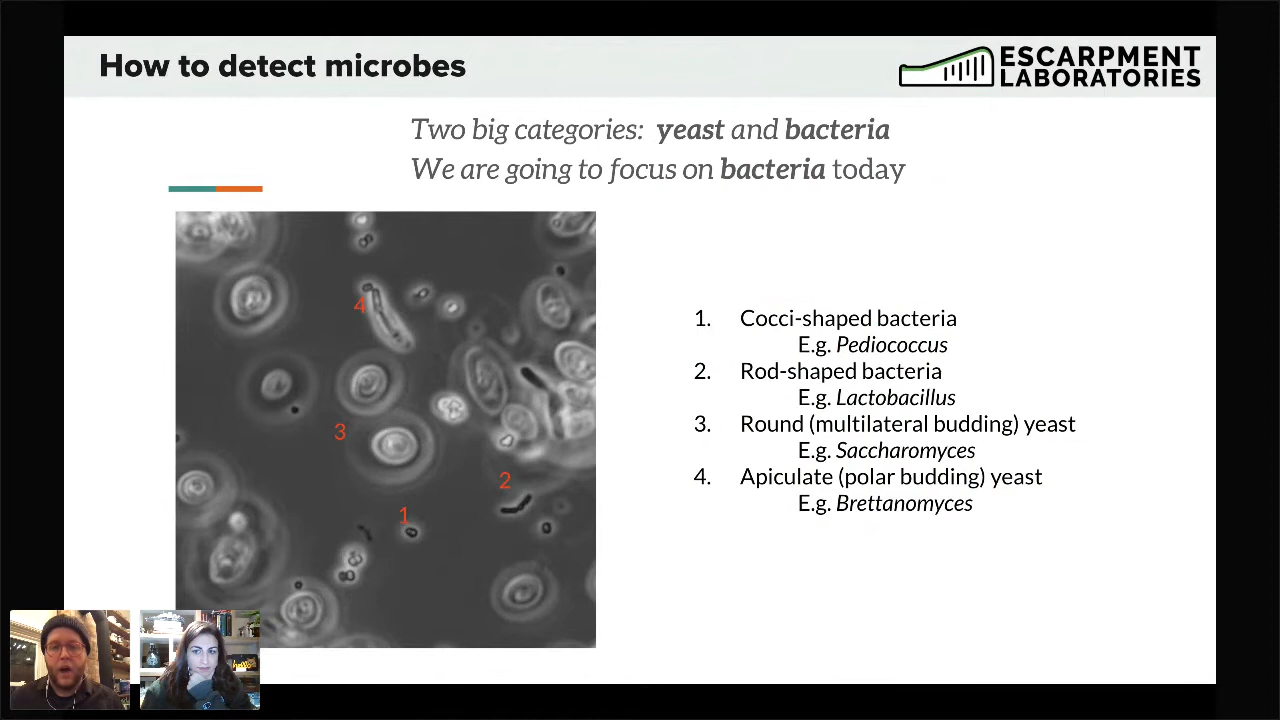 How to detect microbes
ESCARPMENT
LABORATORIES
Two big categories: yeast and bacteria
We are going to focus on bacteria today
4
3
2
1
1. Cocci-shaped bacteria
E.g. Pediococcus
2. Rod-shaped bacteria
E.g. Lactobacillus
3. Round (multilateral budding) yeast
E.g. Saccharomyces
4. Apiculate (polar budding) yeast
E.g. Brettanomyces